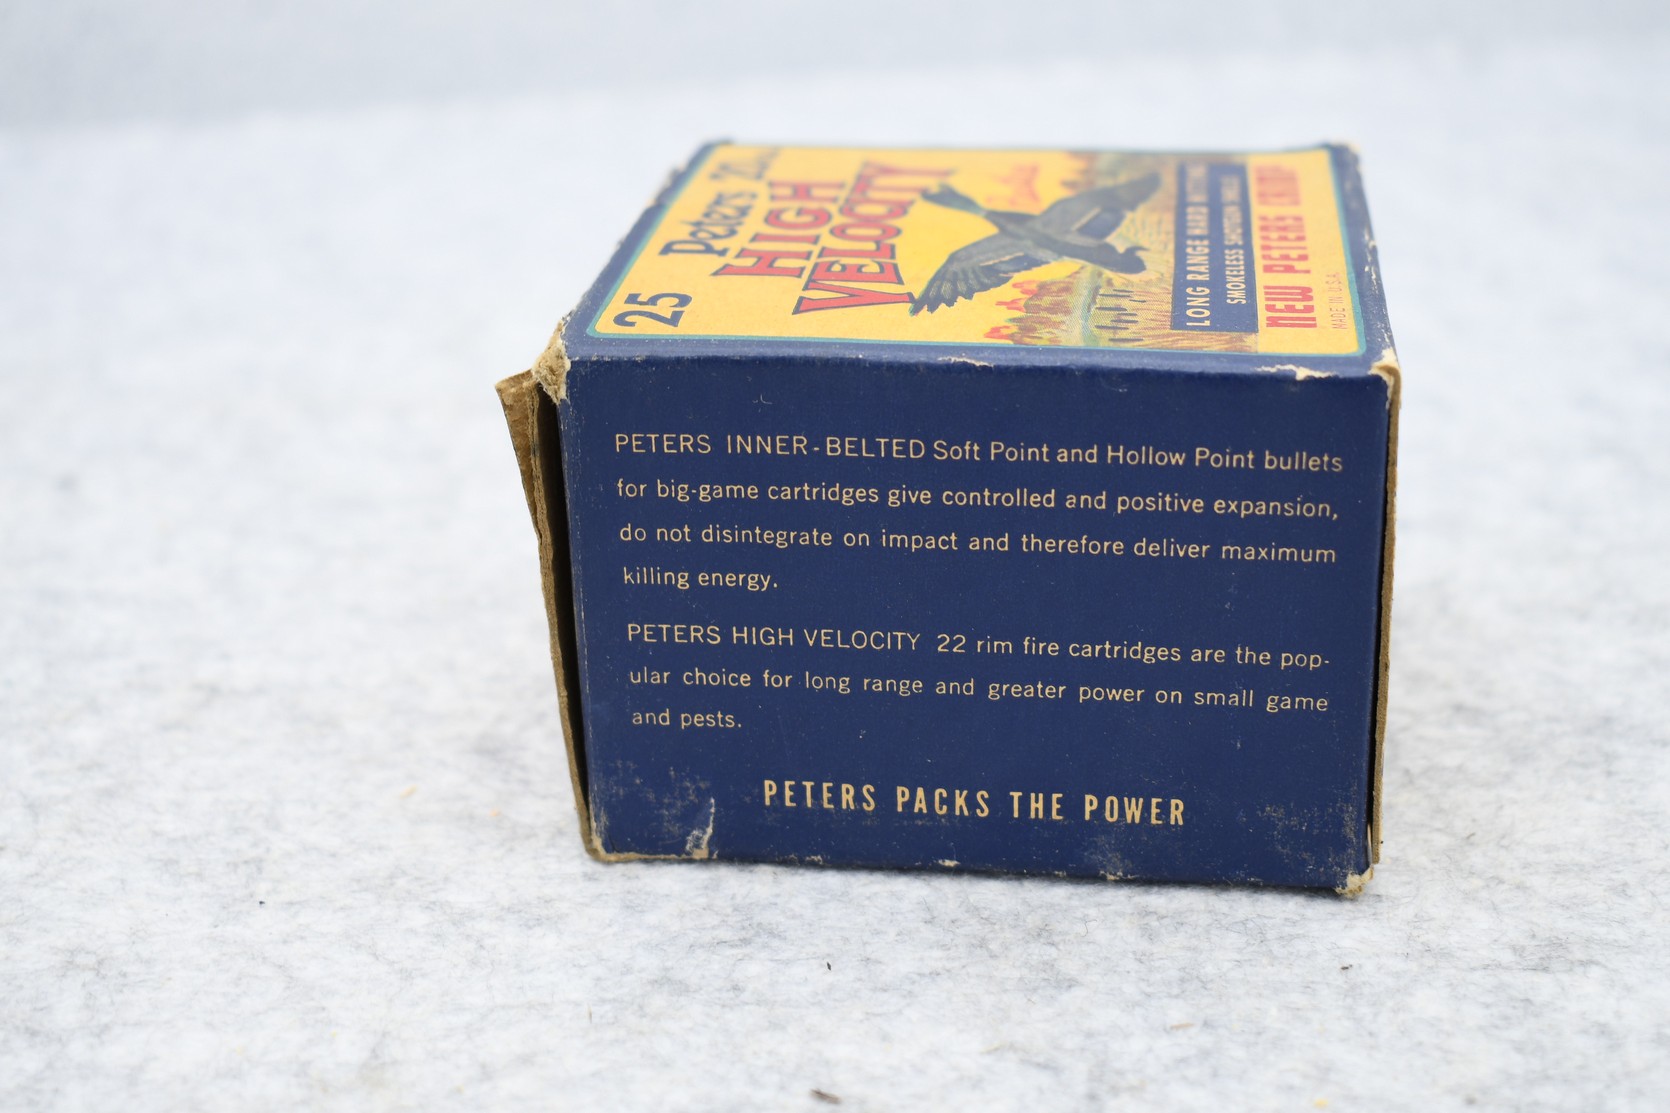 25
Peters
HIGH
VELOCITY
LONG RANGE HARD HITTING
SMOKELESS SHOTGUN SHELLS
NEW PETERS CRIMP
MADE IN U.S.A.
PETERS INNER-BELTED Soft Point and Hollow Point bullets
for big-game cartridges give controlled and positive expansion,
do not disintegrate on impact and therefore deliver maximum
killing energy.
PETERS HIGH VELOCITY 22 rim fire cartridges are the pop-
ular choice for long range and greater power on small game
and pests.
PETERS PACKS THE POWER